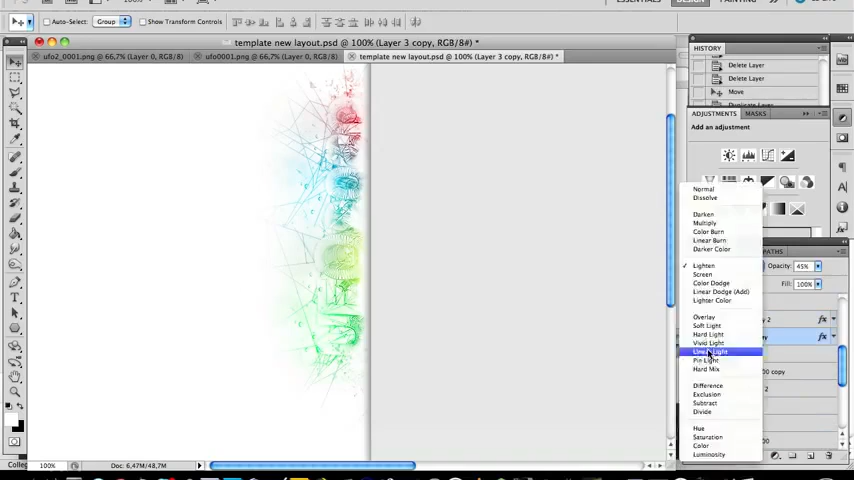 ESSENTIALS DESIGN PAINTING
Auto-Select: Group Show Transform Controls
template new layout.psd @ 100% (Layer 3 copy, RGB/8#) *
ufo2_0001.png @ 66,7% (Layer 0, RGB/8) ufo0001.png @ 66,7% (Layer 0, RGB/8) template new layout.psd @ 100% (Layer 3 copy, RGB/8#) *
HISTORY
Delete Layer
Delete Layer
Move
Duplicate Layer
ADJUSTMENTS MASKS
Add an adjustment
Normal
Dissolve
Darken
Multiply
Color Burn
Linear Burn
Darker Color
PATHS
Lighten
Opacity: 45%
Screen
Color Dodge
Fill: 100%
Linear Dodge (Add)
Lighter Color
Overlay
Soft Light
Hard Light
Vivid Light
Linear Light
Pin Light
Hard Mix
00 copy
Difference
Exclusion
Subtract
Divide
Hue
Saturation
Color
Luminosity
100% Doc: 6,47M/48,7M